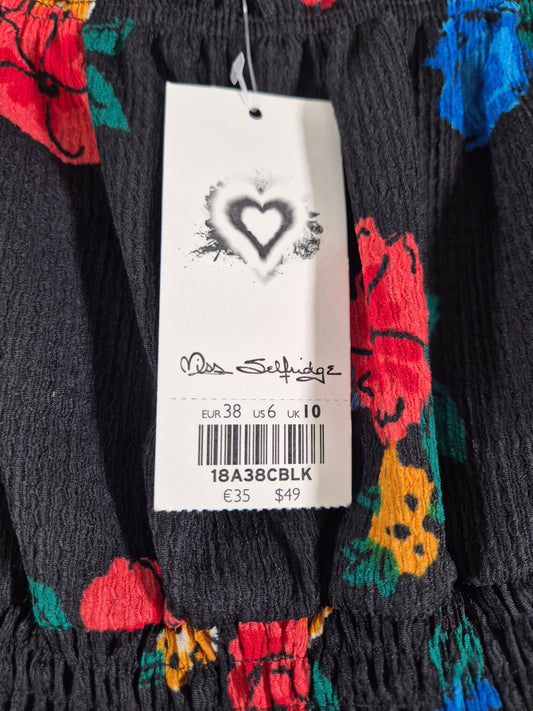 Miss Selfridge
EUR 38 US 6 UK 10
18A38CBLK
€35 $49